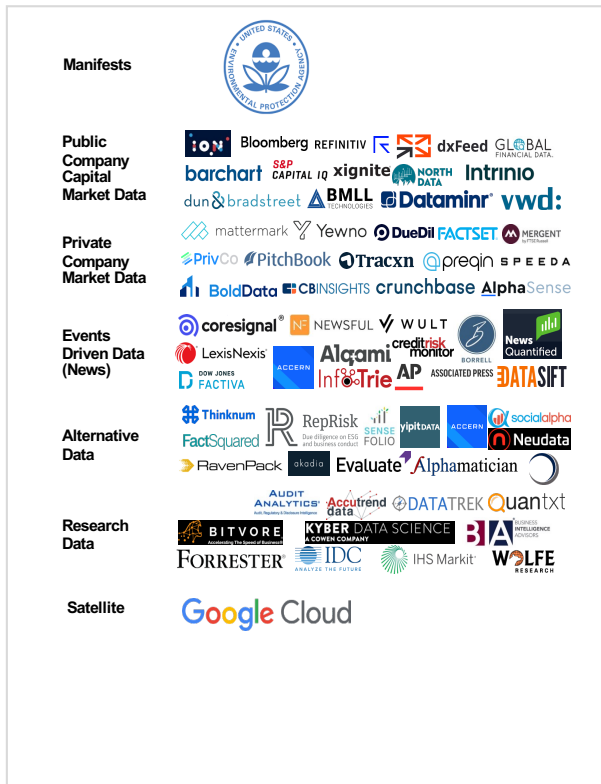 Manifests
UNITED STATES
ENVIRONMENTAL PROTECTION AGENCY
Public
Company
Capital
Market Data
ION Bloomberg REFINITIV dxFeed GLOBAL
FINANCIAL DATA.
barchart S&P
CAPITAL IQ xignite NORTH
DATA Intrinio
dun & bradstreet BMLL
TECHNOLOGIES Dataminr® vwd:
Private
Company
Market Data
mattermark Yewno DueDil FACTSET MERGENT
by FTSE Russell
PrivCo PitchBook Tracxn preqin SPEEDA
BoldData CBINSIGHTS crunchbase AlphaSense
Events
Driven Data
(News)
coresignal® NF NEWSFUL WULT BORRELL News
Quantified
LexisNexis® ACCERN Alqami creditrisk
monitor
DOW JONES
FACTIVA InfoTrie AP ASSOCIATED PRESS DATASIFT
Alternative
Data
Thinknum RepRisk
Due diligence on ESG
and business conduct
SENSE
FOLIO
yipitDATA ACCERN socialalpha
FactSquared Neudata
RavenPack akadia Evaluate Alphamatician
Research
Data
AUDIT
ANALYTICS®
Audit, Regulatory & Disclosure Intelligence
Accutrend
data DATATREK Quantxt
BITVORE
Accelerating The Speed of Business®
KYBER DATA SCIENCE
A COWEN COMPANY
BIA BUSINESS
INTELLIGENCE
ADVISORS
FORRESTER® IDC
ANALYZE THE FUTURE
IHS Markit® WOLFE
RESEARCH
Satellite
Google Cloud